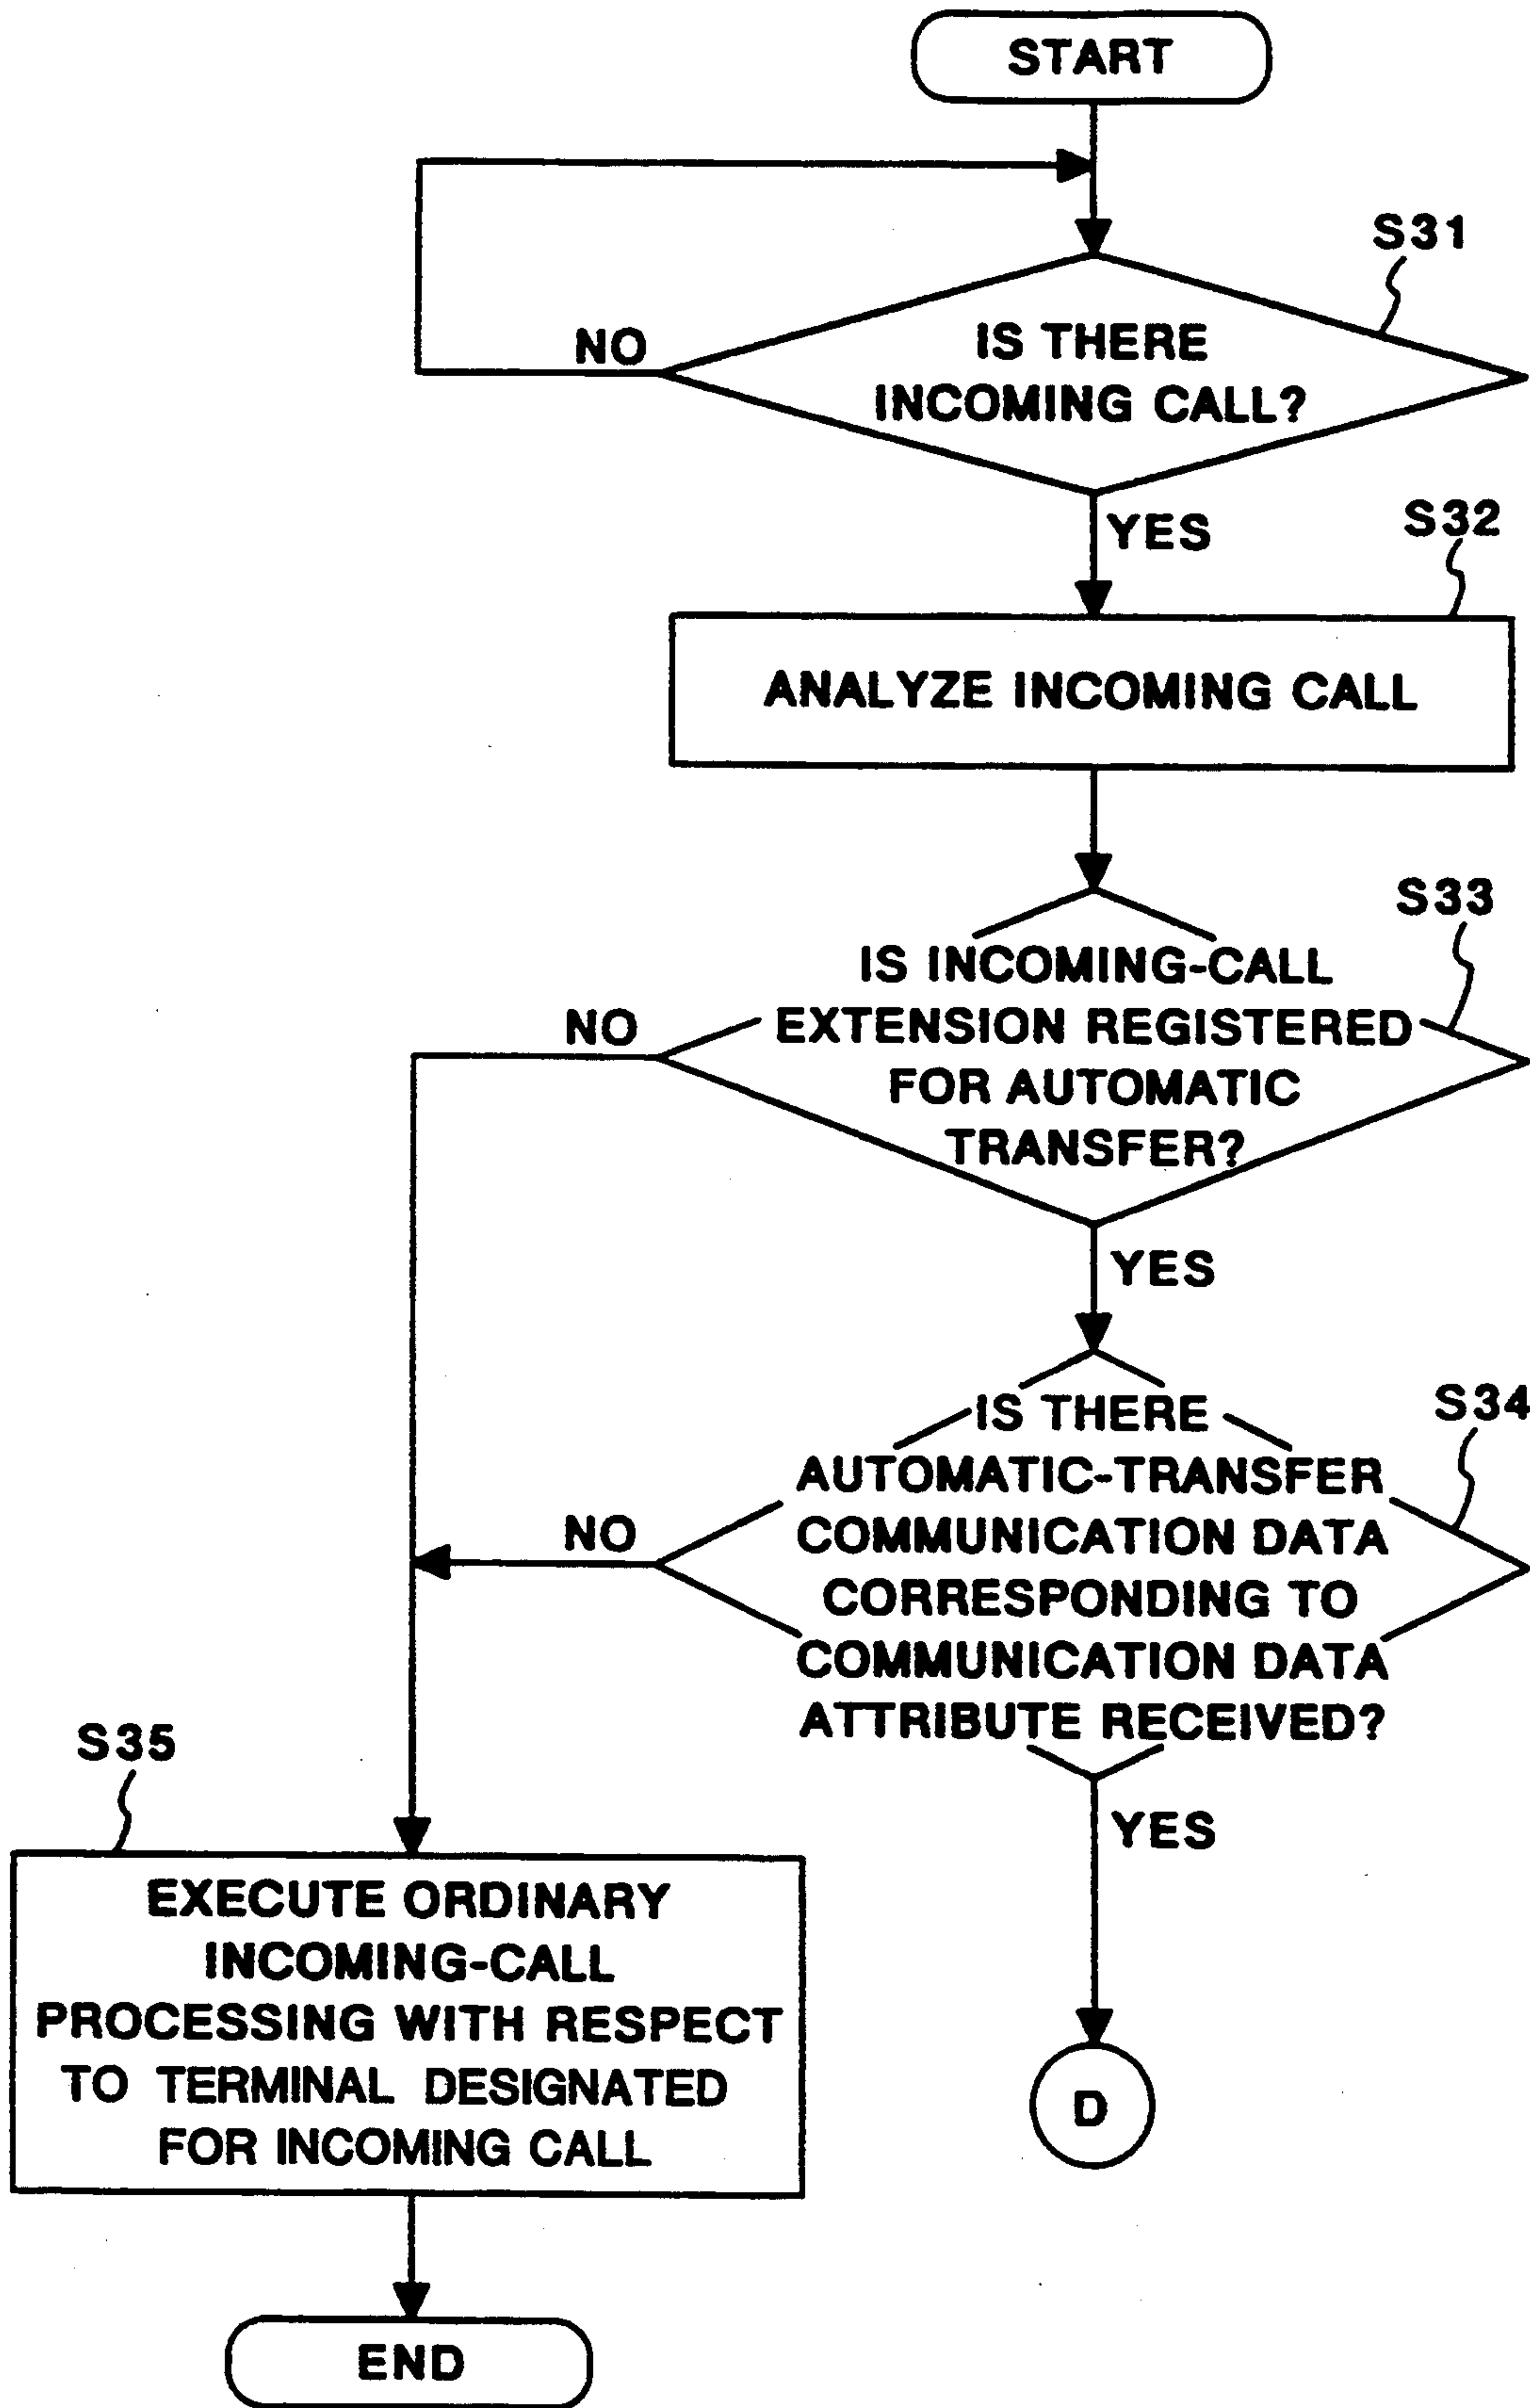 START
S31
IS THERE
INCOMING CALL?
NO
YES
S32
ANALYZE INCOMING CALL
S33
IS INCOMING-CALL
EXTENSION REGISTERED
FOR AUTOMATIC
TRANSFER?
NO
YES
S34
IS THERE
AUTOMATIC-TRANSFER
COMMUNICATION DATA
CORRESPONDING TO
COMMUNICATION DATA
ATTRIBUTE RECEIVED?
NO
YES
S35
EXECUTE ORDINARY
INCOMING-CALL
PROCESSING WITH RESPECT
TO TERMINAL DESIGNATED
FOR INCOMING CALL
D
END